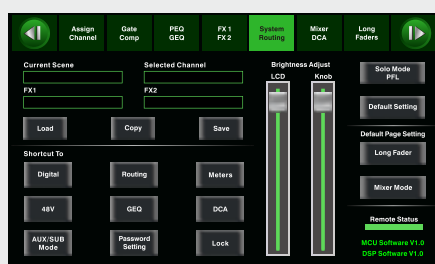 Assign Channel
Gate Comp
PEQ GEQ
FX 1 FX 2
System Routing
Mixer DCA
Long Faders
Current Scene
Selected Channel
FX1
FX2
Load
Copy
Save
Shortcut To
Digital
Routing
Meters
48V
GEQ
DCA
AUX/SUB Mode
Password Setting
Lock
Brightness Adjust
LCD
Knob
Solo Mode PFL
Default Setting
Default Page Setting
Long Fader
Mixer Mode
Remote Status
MCU Software V1.0
DSP Software V1.0